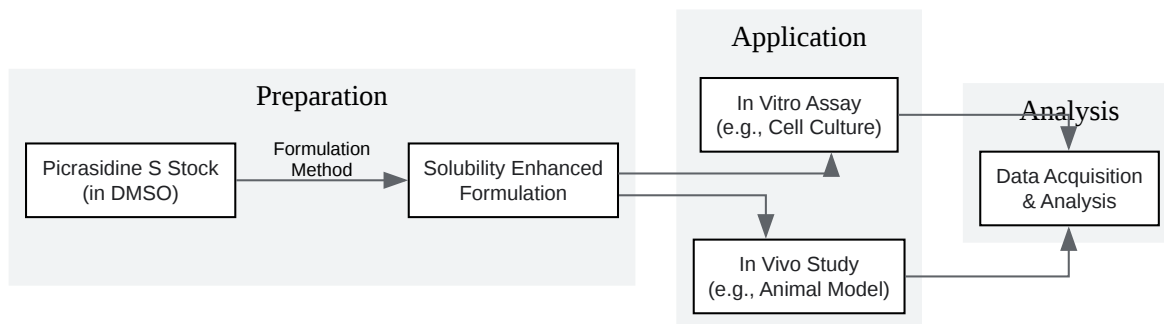 Preparation
Picrasidine S Stock
(in DMSO)
Formulation
Method
Solubility Enhanced
Formulation
Application
In Vitro Assay
(e.g., Cell Culture)
In Vivo Study
(e.g., Animal Model)
Analysis
Data Acquisition
& Analysis